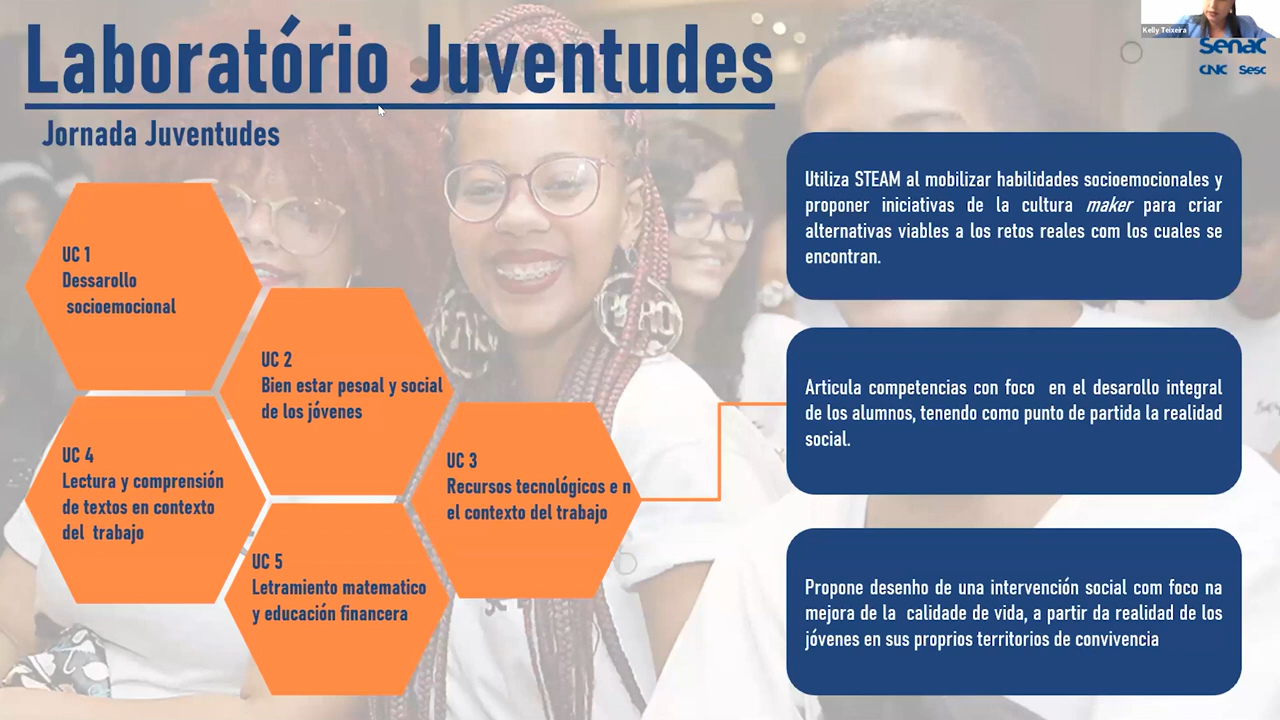 Laboratório Juventudes
Jornada Juventudes
Kelly Teixeira
Senac
CNC Sesc
UC 1
Dessarollo
socioemocional
UC 2
Bien estar pesoal y social
de los jóvenes
UC 3
Recursos tecnológicos e n
el contexto del trabajo
UC 4
Lectura y comprensión
de textos en contexto
del trabajo
UC 5
Letramiento matematico
y educación financera
Utiliza STEAM al mobilizar habilidades socioemocionales y
proponer iniciativas de la cultura maker para criar
alternativas viables a los retos reales com los cuales se
encontran.
Articula competencias con foco en el desarollo integral
de los alumnos, tenendo como punto de partida la realidad
social.
Propone desenho de una intervención social com foco na
mejora de la calidade de vida, a partir da realidad de los
jóvenes en sus proprios territorios de convivencia